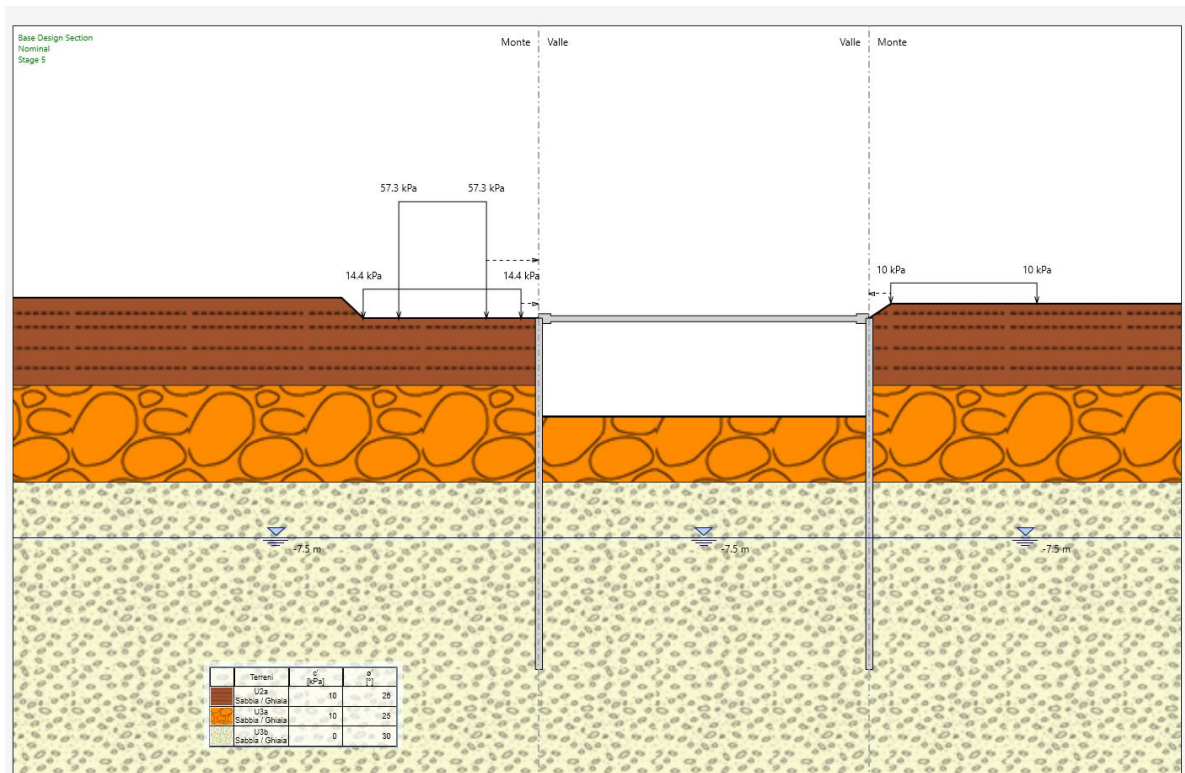 Base Design Section
Nominal
Stage 5
Monte
Valle
Valle
Monte
57.3 kPa
57.3 kPa
14.4 kPa
14.4 kPa
10 kPa
10 kPa
-7.5 m
-7.5 m
-7.5 m
Terreni c' ø'
[kPa] [°]
U2a
Sabbia / Ghiaia 10 26
U3a
Sabbia / Ghiaia 10 25
U3b
Sabbia / Ghiaia 0 30